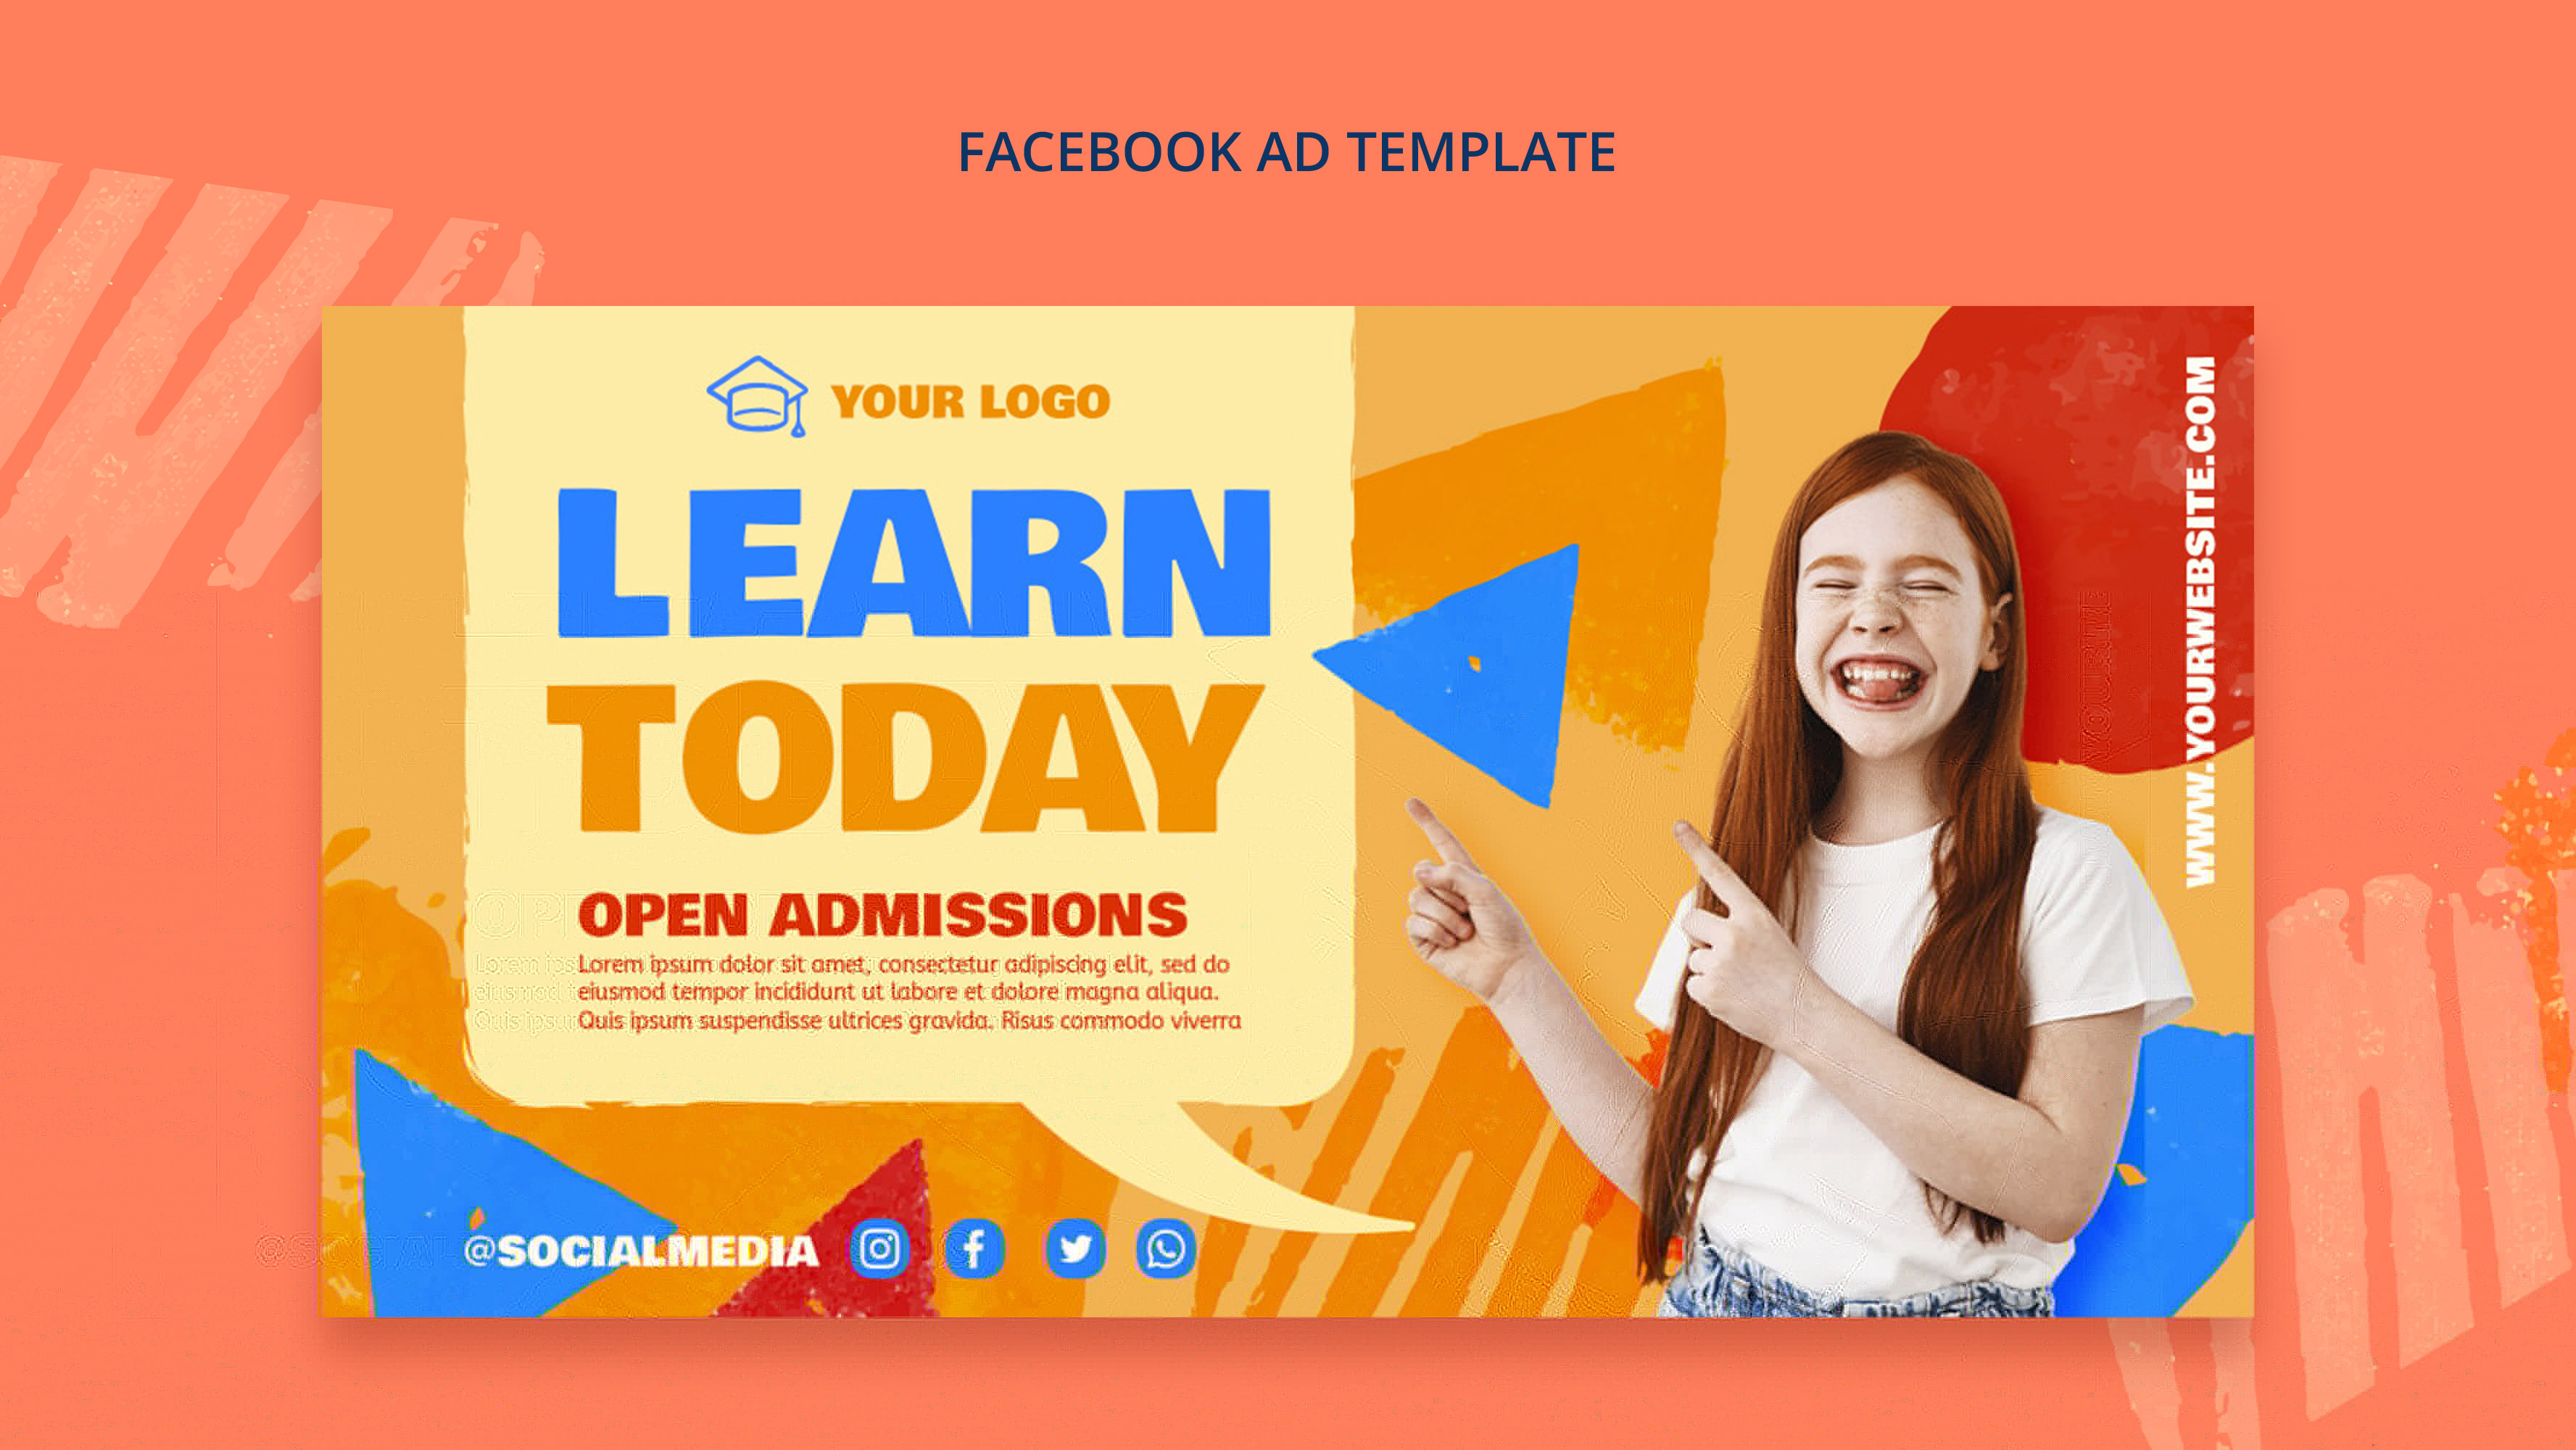 FACEBOOK AD TEMPLATE
YOUR LOGO
LEARN
TODAY
OPEN ADMISSIONS
Lorem ipsum dolor sit amet, consectetur adipiscing elit, sed do
eiusmod tempor incididunt ut labore et dolore magna aliqua.
Quis ipsum suspendisse ultrices gravida. Risus commodo viverra
@SOCIALMEDIA
WWW.YOURWEBSITE.COM